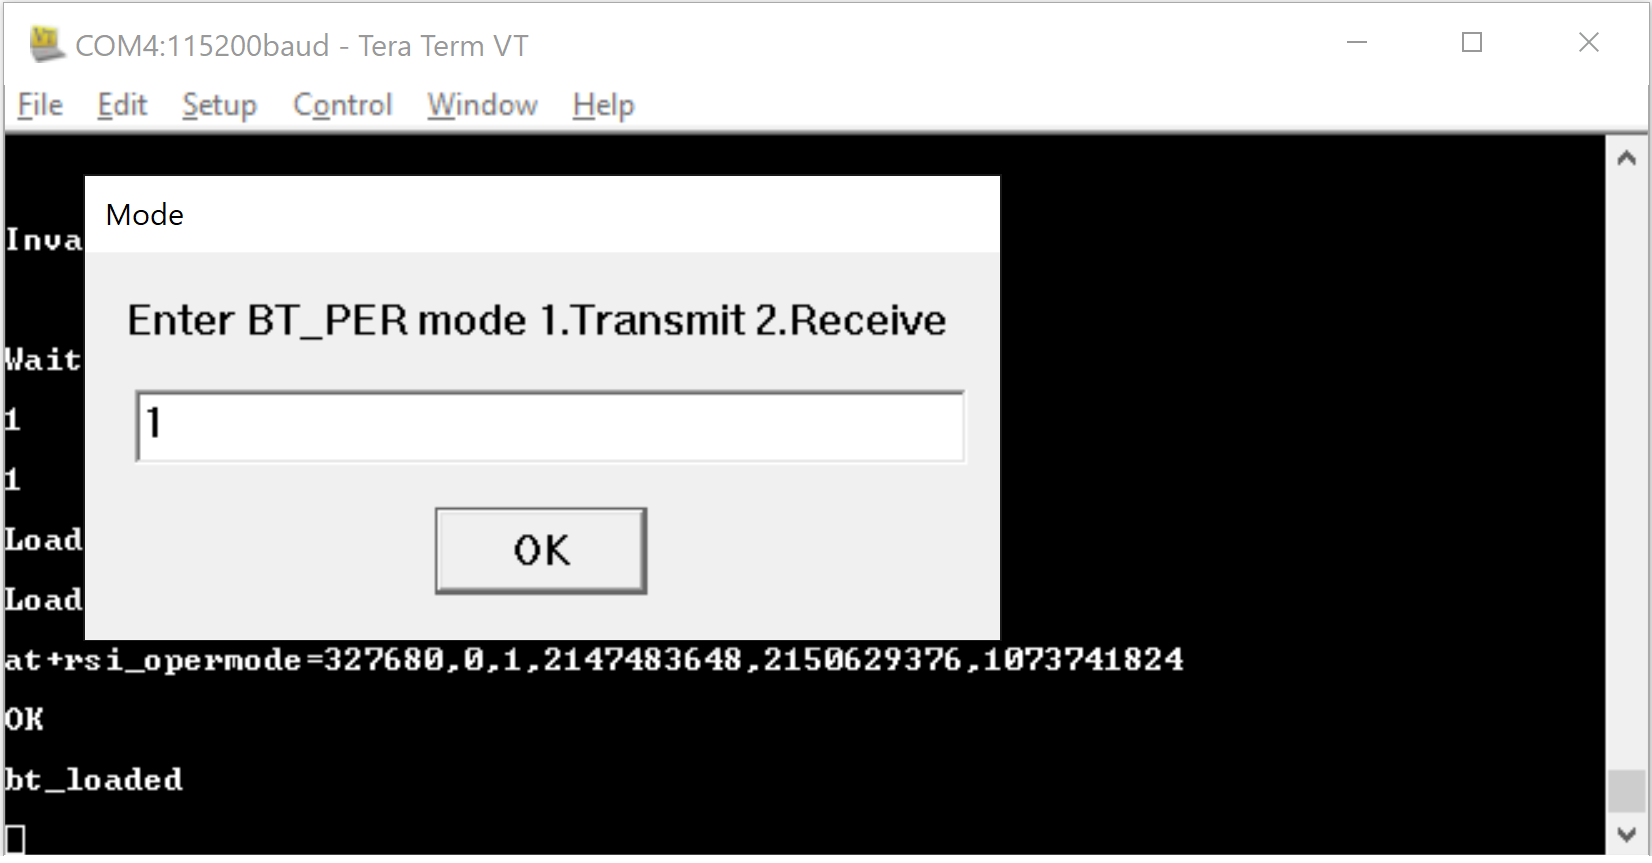 COM4:115200baud - Tera Term VT
File Edit Setup Control Window Help
Mode
Inva
Enter BT_PER mode 1.Transmit 2.Receive
Wait
1
1
1
OK
Load
Load
at+rsi_opermode=327680,0,1,2147483648,2150629376,1073741824
OK
bt_loaded